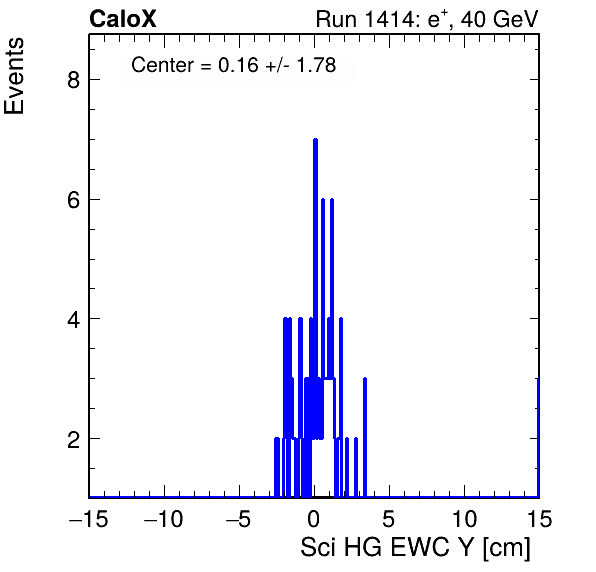 CaloX Run 1414: e⁺, 40 GeV
Center = 0.16 +/- 1.78
Events
8
6
4
2
−15 −10 −5 0 5 10 15
Sci HG EWC Y [cm]